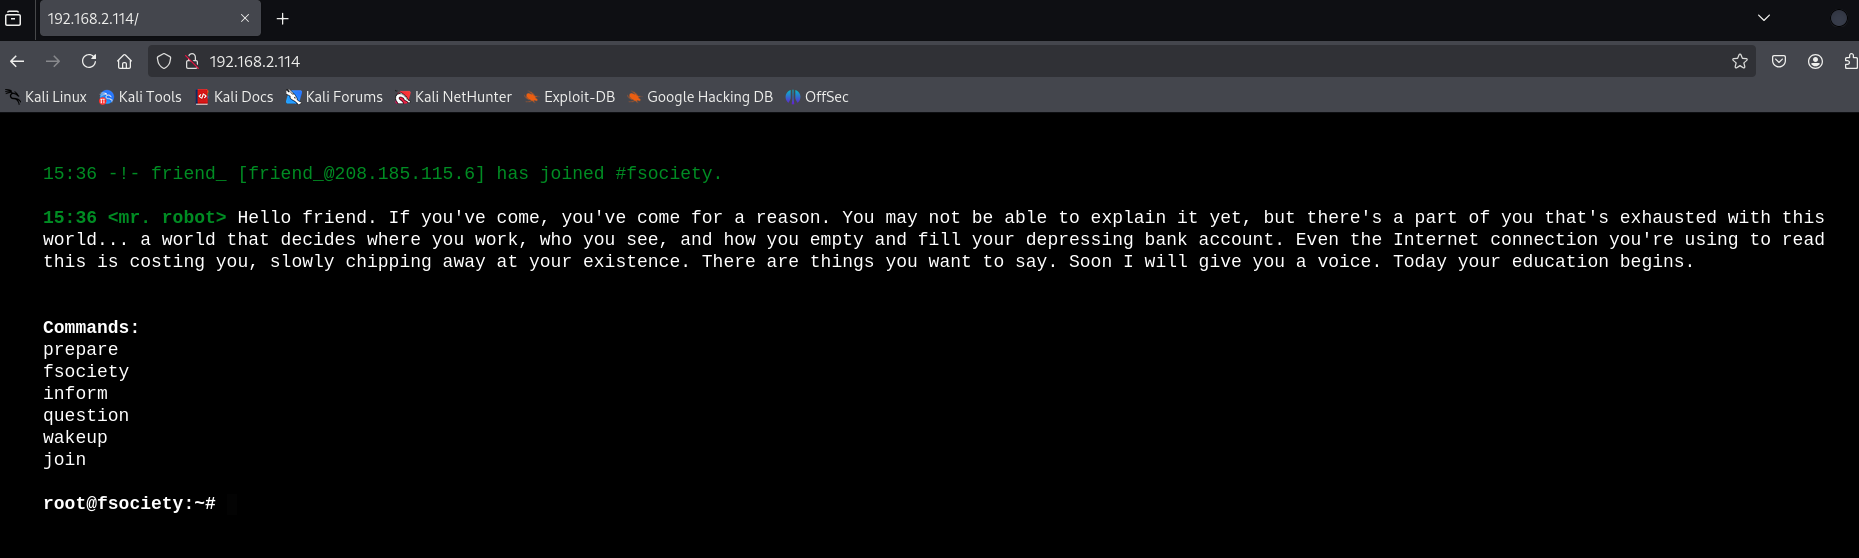 192.168.2.114/
192.168.2.114
Kali Linux Kali Tools Kali Docs Kali Forums Kali NetHunter Exploit-DB Google Hacking DB OffSec
15:36 -!- friend_ [friend_@208.185.115.6] has joined #fsociety.
15:36 <mr. robot> Hello friend. If you've come, you've come for a reason. You may not be able to explain it yet, but there's a part of you that's exhausted with this
world... a world that decides where you work, who you see, and how you empty and fill your depressing bank account. Even the Internet connection you're using to read
this is costing you, slowly chipping away at your existence. There are things you want to say. Soon I will give you a voice. Today your education begins.
Commands:
prepare
fsociety
inform
question
wakeup
join
root@fsociety:~#